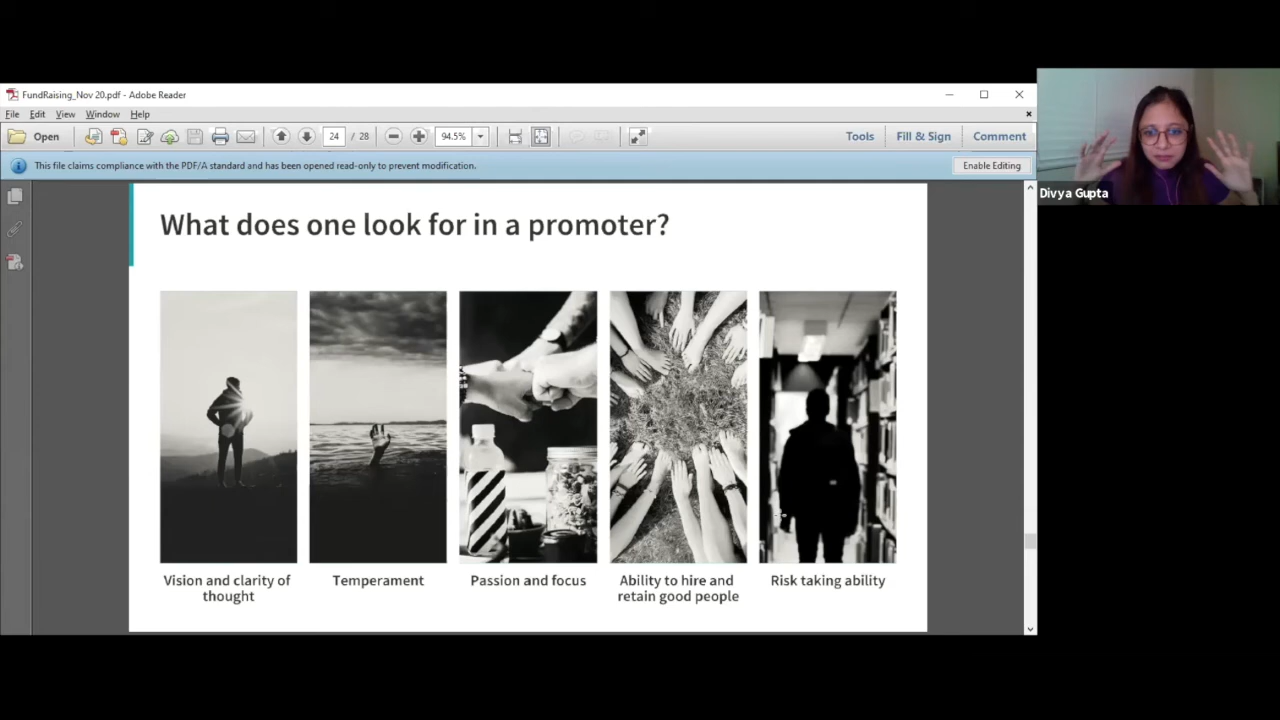 FundRaising_Nov 20.pdf - Adobe Reader
File Edit View Window Help
Open 24 / 28 94.5% Tools Fill & Sign Comment
This file claims compliance with the PDF/A standard and has been opened read-only to prevent modification. Enable Editing
Divya Gupta
What does one look for in a promoter?
Vision and clarity of thought
Temperament
Passion and focus
Ability to hire and retain good people
Risk taking ability